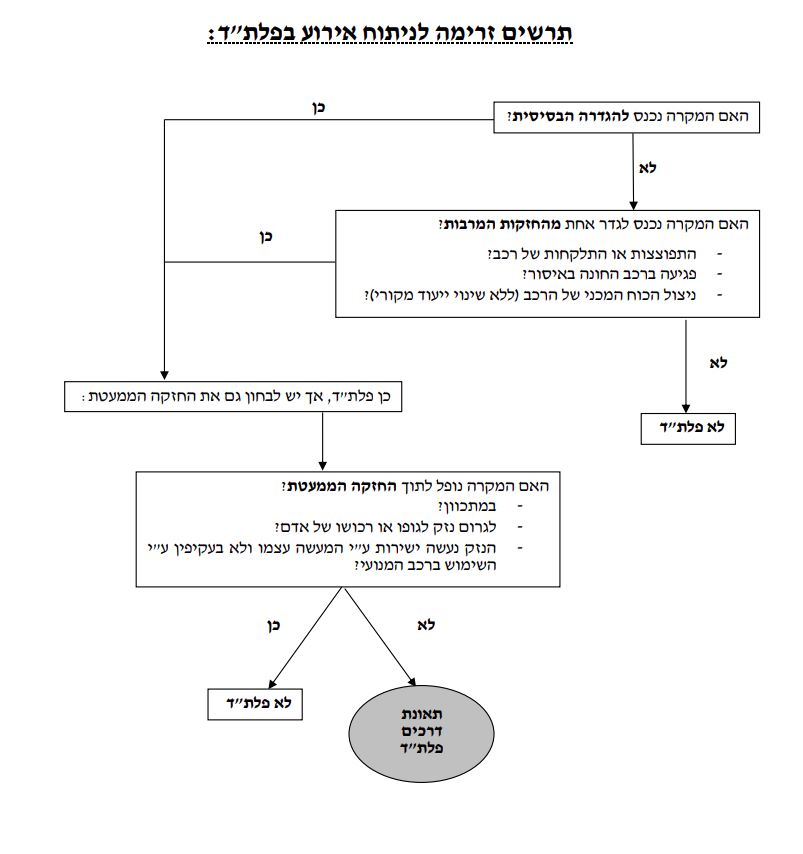 תרשים זרימה לניתוח אירוע בפלת"ד:
האם המקרה נכנס להגדרה הבסיסית?
כן
לא
האם המקרה נכנס לגדר אחת מהחזקות המרבות?
- התפוצצות או התלקחות של רכב?
- פגיעה ברכב החונה באיסור?
- ניצול הכוח המכני של הרכב (ללא שינוי ייעוד מקורי)?
כן
לא
לא פלת"ד
כן פלת"ד, אך יש לבחון גם את החזקה הממעטת:
האם המקרה נופל לתוך החזקה הממעטת?
- במתכוון?
- לגרום נזק לגופו או רכושו של אדם?
- הנזק נעשה ישירות ע"י המעשה עצמו ולא בעקיפין ע"י
השימוש ברכב המנועי?
כן
לא
לא פלת"ד
תאונת
דרכים
פלת"ד